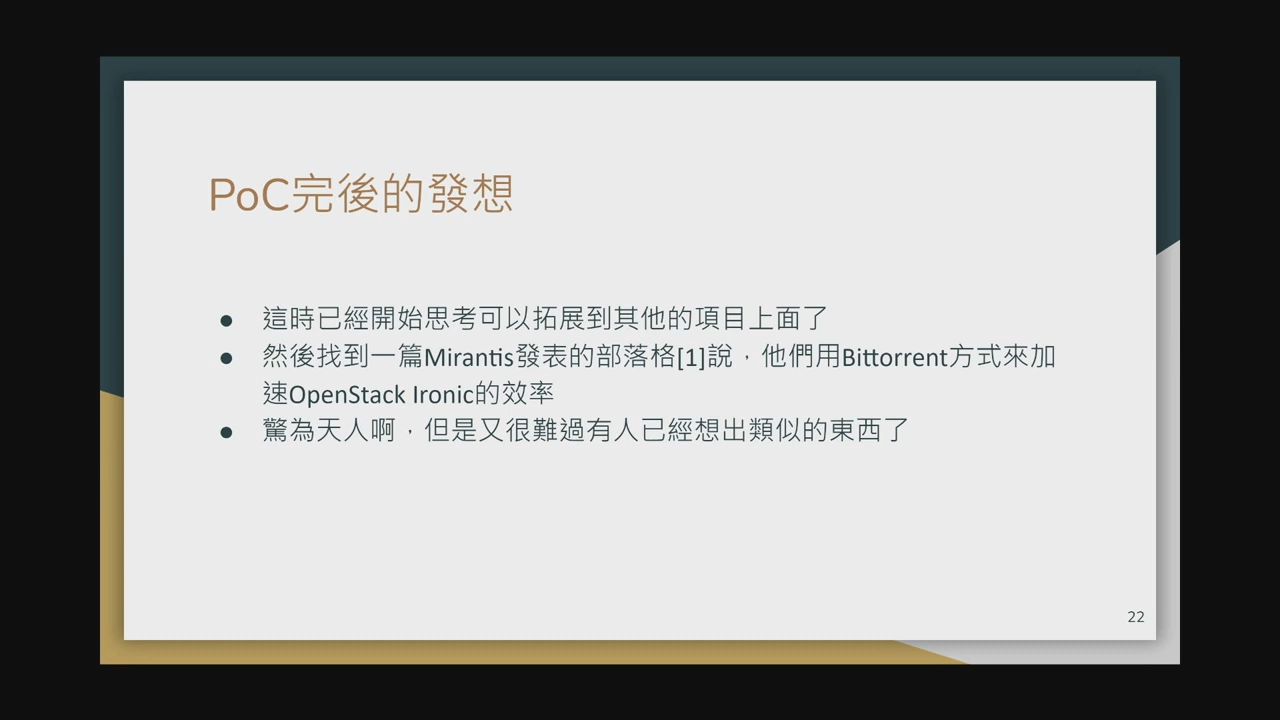 PoC完後的發想
● 這時已經開始思考可以拓展到其他的項目上面了
● 然後找到一篇Mirantis發表的部落格[1]說，他們用Bittorrent方式來加
速OpenStack Ironic的效率
● 驚為天人啊，但是又很難過有人已經想出類似的東西了
22